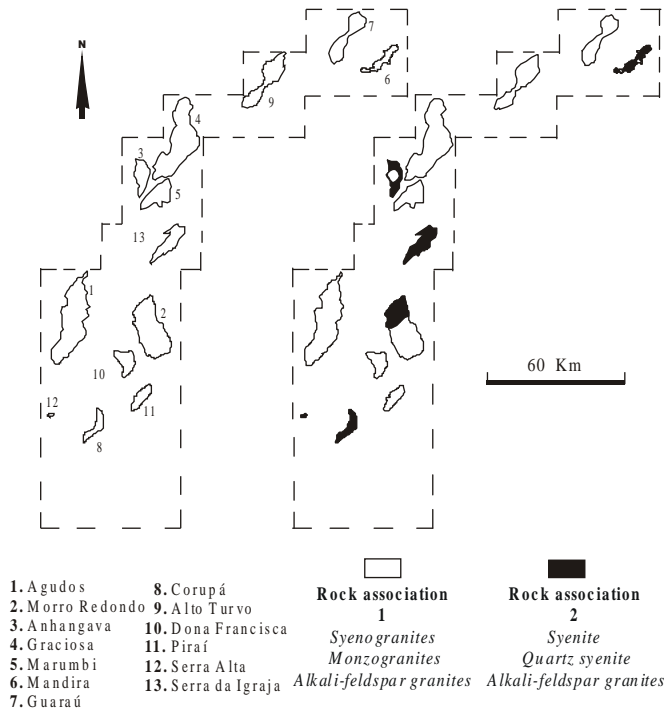 N
7
6
9
4
3
5
13
1
2
10
12
11
8
60 Km
1. Agudos
2. Morro Redondo
3. Anhangava
4. Graciosa
5. Marumbi
6. Mandira
7. Guaraú
8. Corupá
9. Alto Turvo
10. Dona Francisca
11. Piraí
12. Serra Alta
13. Serra da Igraja
Rock association
1
Syenogranites
Monzogranites
Alkali-feldspar granites
Rock association
2
Syenite
Quartz syenite
Alkali-feldspar granites